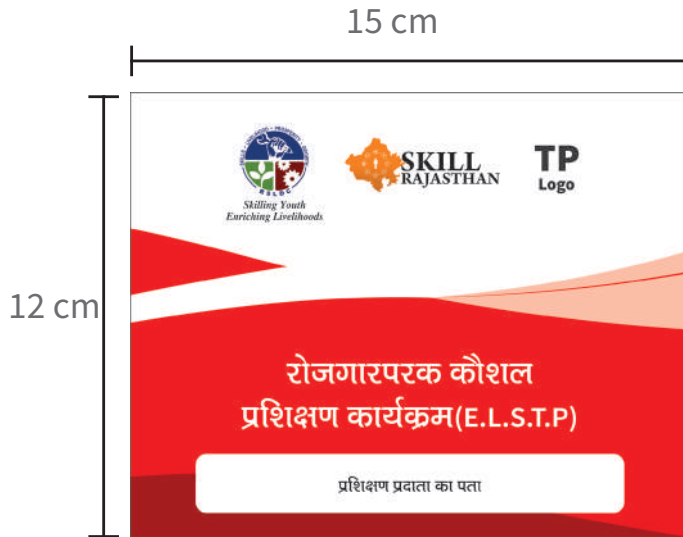 15 cm
12 cm
RSLDC
Skilling Youth
Enriching Livelihoods
SKILL
RAJASTHAN
TP
Logo
रोजगारपरक कौशल
प्रशिक्षण कार्यक्रम(E.L.S.T.P)
प्रशिक्षण प्रदाता का पता